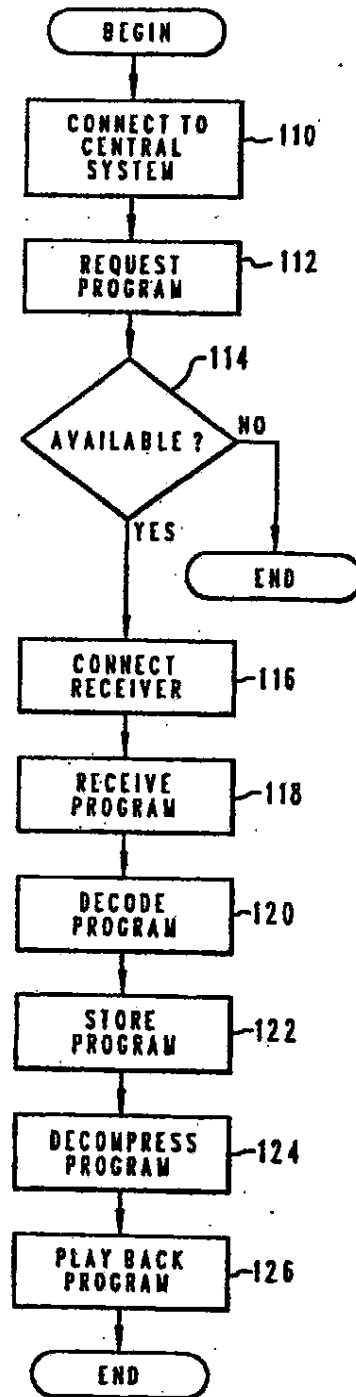 BEGIN
CONNECT TO
CENTRAL
SYSTEM
110
REQUEST
PROGRAM
112
114
AVAILABLE ?
NO
YES
END
CONNECT
RECEIVER
116
RECEIVE
PROGRAM
118
DECODE
PROGRAM
120
STORE
PROGRAM
122
DECOMPRESS
PROGRAM
124
PLAY BACK
PROGRAM
126
END